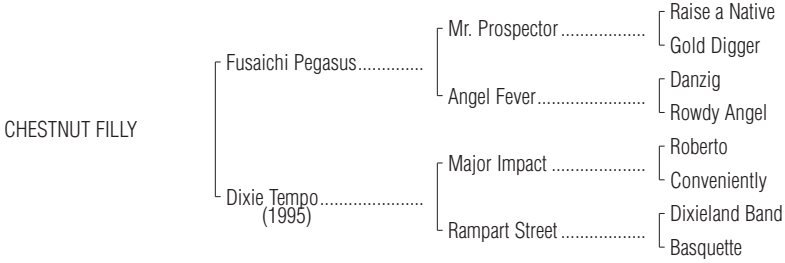 Raise a Native
Mr. Prospector ..................
Gold Digger
Fusaichi Pegasus..............
Danzig
Angel Fever.......................
Rowdy Angel
CHESTNUT FILLY
Roberto
Major Impact ....................
Conveniently
Dixie Tempo......................
(1995)
Dixieland Band
Rampart Street ..................
Basquette